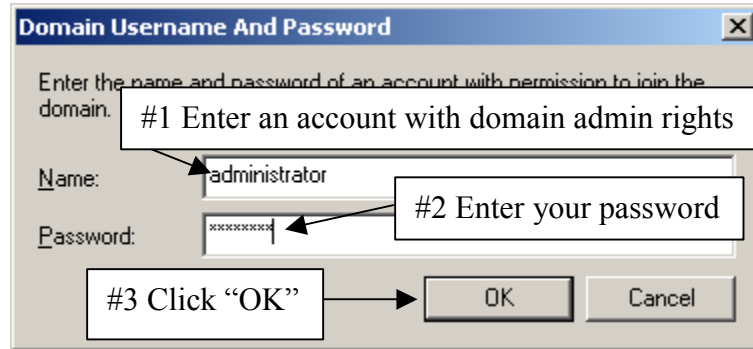 Domain Username And Password
Enter the name and password of an account with permission to join the
domain.
#1 Enter an account with domain admin rights
Name:
administrator
#2 Enter your password
Password:
xxxxxxxx
#3 Click “OK”
OK
Cancel